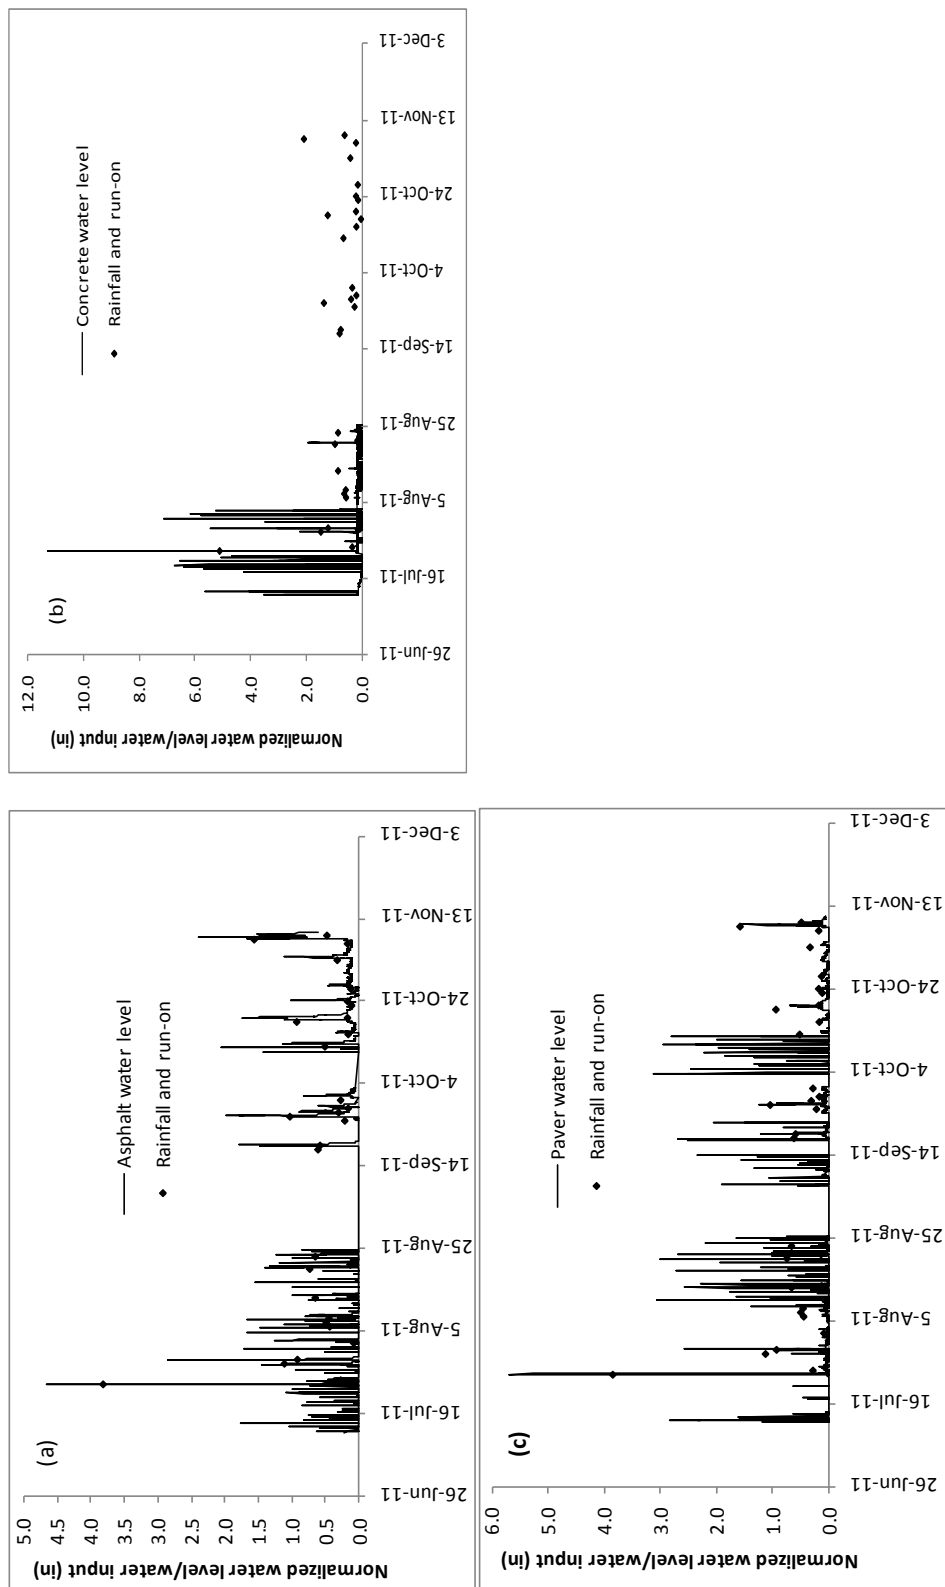 (a)
Normalized water level/water input (in)
5.0
4.5
4.0
3.5
3.0
2.5
2.0
1.5
1.0
0.5
0.0
Asphalt water level
Rainfall and run-on
26-Jun-11
16-Jul-11
5-Aug-11
25-Aug-11
14-Sep-11
4-Oct-11
24-Oct-11
13-Nov-11
3-Dec-11
(b)
Normalized water level/water input (in)
12.0
10.0
8.0
6.0
4.0
2.0
0.0
Concrete water level
Rainfall and run-on
26-Jun-11
16-Jul-11
5-Aug-11
25-Aug-11
14-Sep-11
4-Oct-11
24-Oct-11
13-Nov-11
3-Dec-11
(c)
Normalized water level/water input (in)
6.0
5.0
4.0
3.0
2.0
1.0
0.0
Paver water level
Rainfall and run-on
26-Jun-11
16-Jul-11
5-Aug-11
25-Aug-11
14-Sep-11
4-Oct-11
24-Oct-11
13-Nov-11
3-Dec-11